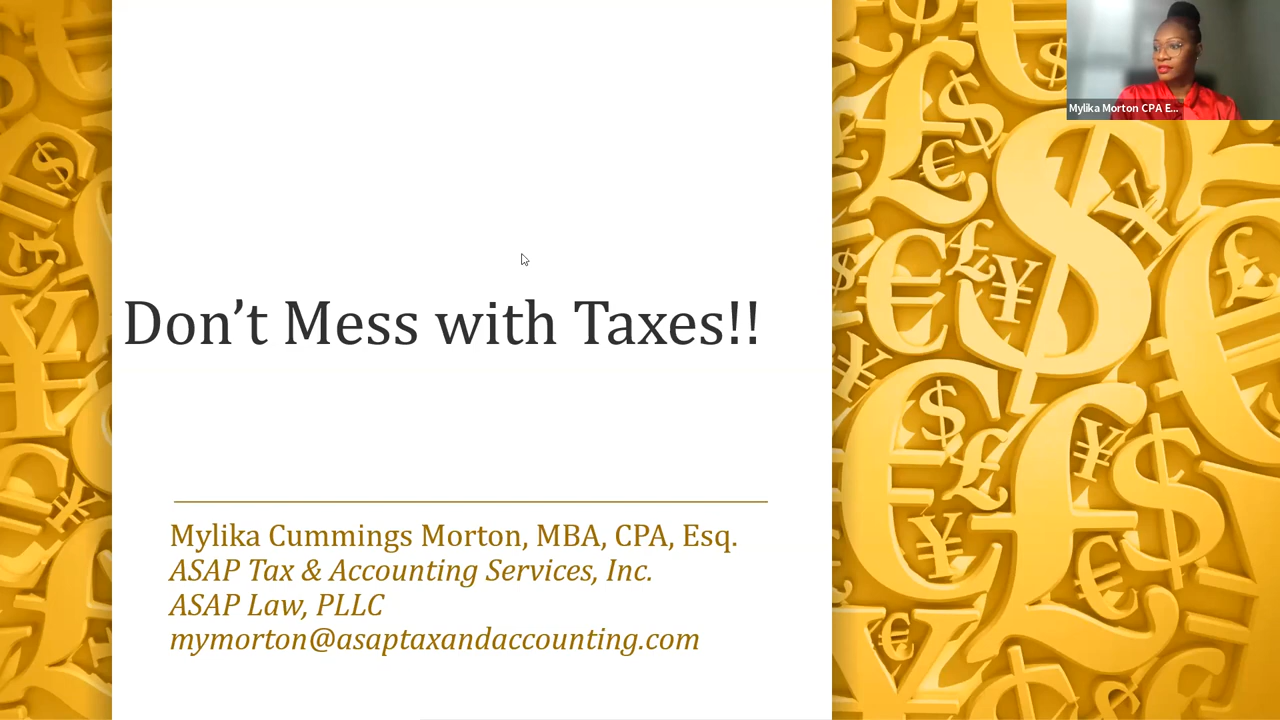 Mylika Morton CPA E...
Don’t Mess with Taxes!!
Mylika Cummings Morton, MBA, CPA, Esq.
ASAP Tax & Accounting Services, Inc.
ASAP Law, PLLC
mymorton@asaptaxandaccounting.com